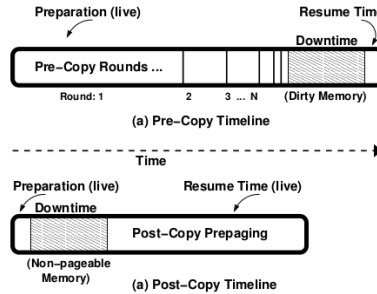 Preparation (live)
Resume Time
Downtime
Pre-Copy Rounds ...
Round: 1 2 3 ... N (Dirty Memory)
(a) Pre-Copy Timeline
Time
Preparation (live)
Resume Time (live)
Downtime
Post-Copy Prepaging
(Non-pageable
Memory)
(a) Post-Copy Timeline